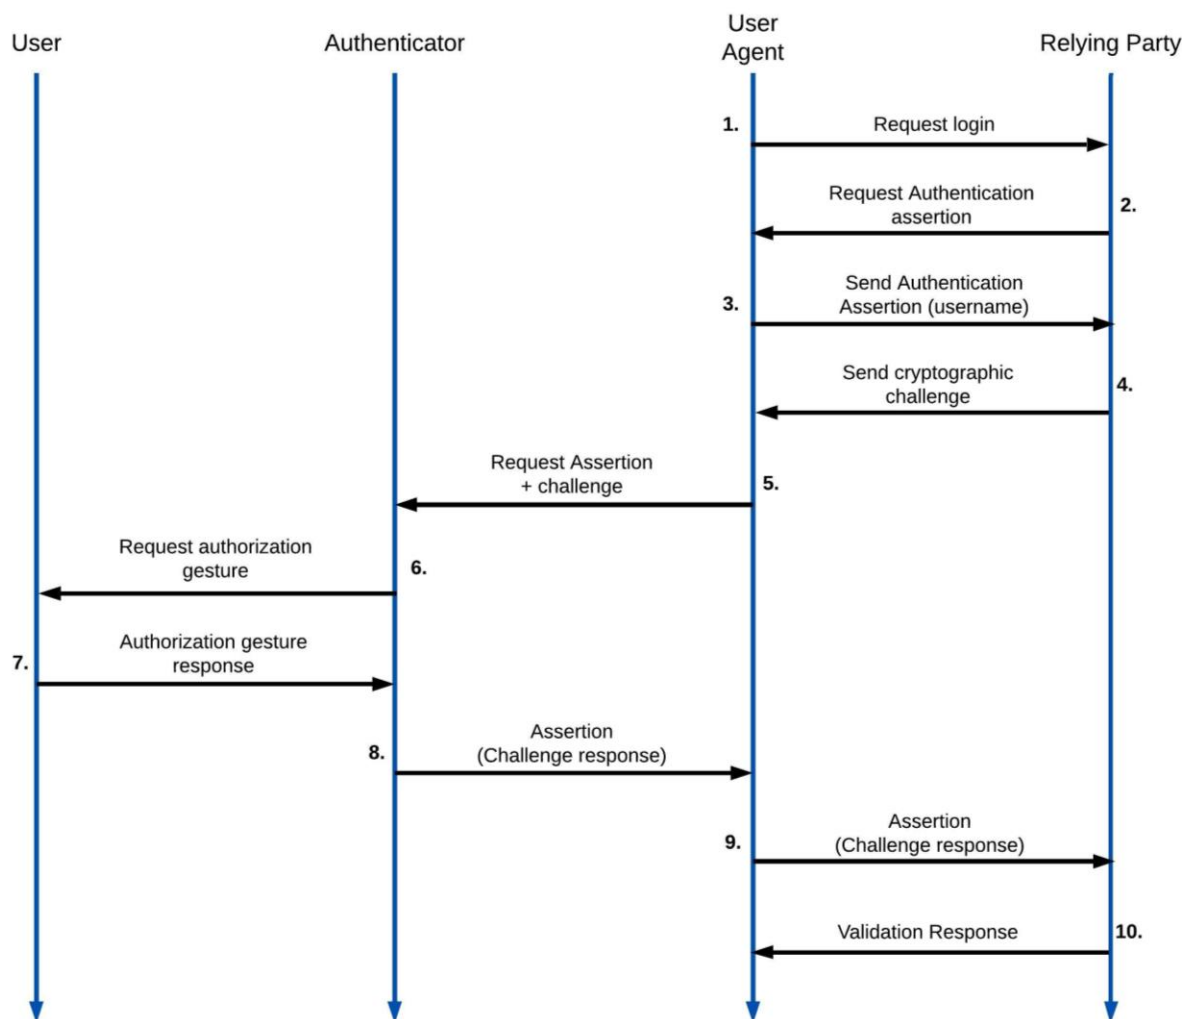 User
Authenticator
User
Agent
Relying Party
1.
Request login
Request Authentication
assertion
2.
3.
Send Authentication
Assertion (username)
Send cryptographic
challenge
4.
Request Assertion
+ challenge
5.
Request authorization
gesture
6.
7.
Authorization gesture
response
8.
Assertion
(Challenge response)
9.
Assertion
(Challenge response)
Validation Response
10.